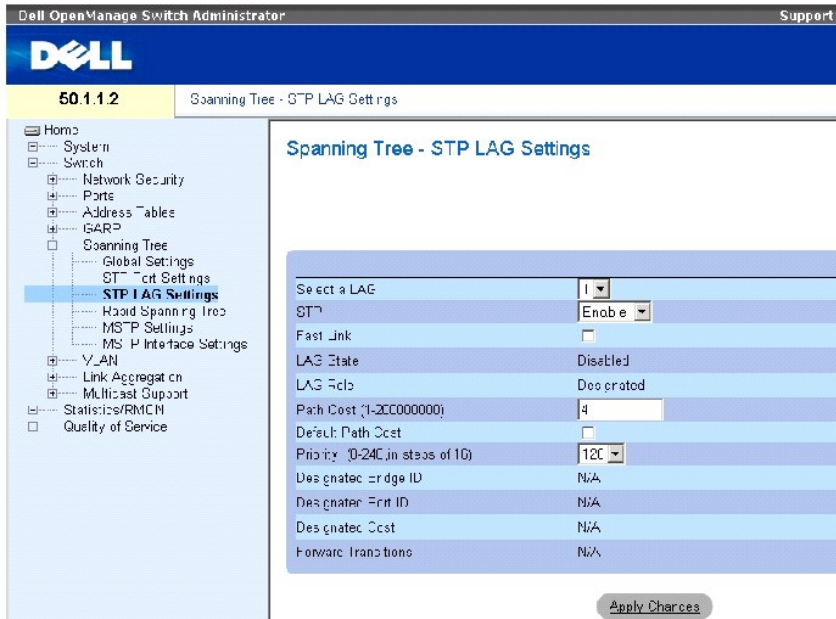 Dell OpenManage Switch Administrator
Support
DELL
50.1.1.2
Spanning Tree - STP LAG Settings
Home
System
Switch
Network Security
Ports
Address Tables
GARP
Spanning Tree
Global Settings
STP Port Settings
STP LAG Settings
Rapid Spanning Tree
MSTP Settings
MSTP Interface Settings
VLAN
Link Aggregation
Multicast Support
Statistics/RMON
Quality of Service
Spanning Tree - STP LAG Settings
Select a LAG 1
STP Enable
Fast Link
LAG State Disabled
LAG Role Designated
Path Cost (1-200000000) 4
Default Path Cost
Priority (0-240,in steps of 16) 128
Designated Bridge ID N/A
Designated Port ID N/A
Designated Cost N/A
Forward Transitions N/A
Apply Changes